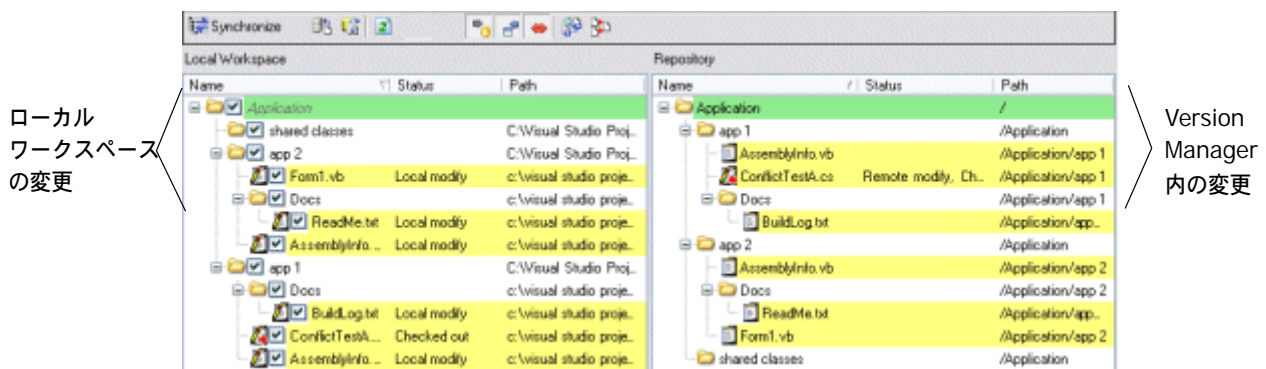 Synchronize
Local Workspace
Name Status Path
Application
shared classes C:\Visual Studio Proj...
app 2 C:\Visual Studio Proj...
Form1.vb Local modify c:\visual studio proje...
Docs c:\visual studio proje...
ReadMe.txt Local modify c:\visual studio proje...
AssemblyInfo.... Local modify c:\visual studio proje...
app 1 C:\Visual Studio Proj...
Docs c:\visual studio proje...
BuildLog.txt Local modify c:\visual studio proje...
ConflictTestA... Checked out c:\visual studio proje...
AssemblyInfo.... Local modify c:\visual studio proje...
Repository
Name Status Path
Application /
app 1 /Application
AssemblyInfo.vb /Application/app 1
ConflictTestA.cs Remote modify, Ch... /Application/app 1
Docs /Application/app 1
BuildLog.txt /Application/app...
app 2 /Application
AssemblyInfo.vb /Application/app 2
Docs /Application/app 2
ReadMe.txt /Application/app...
Form1.vb /Application/app 2
shared classes /Application
ローカル
ワークスペース
の変更
Version
Manager
内の変更